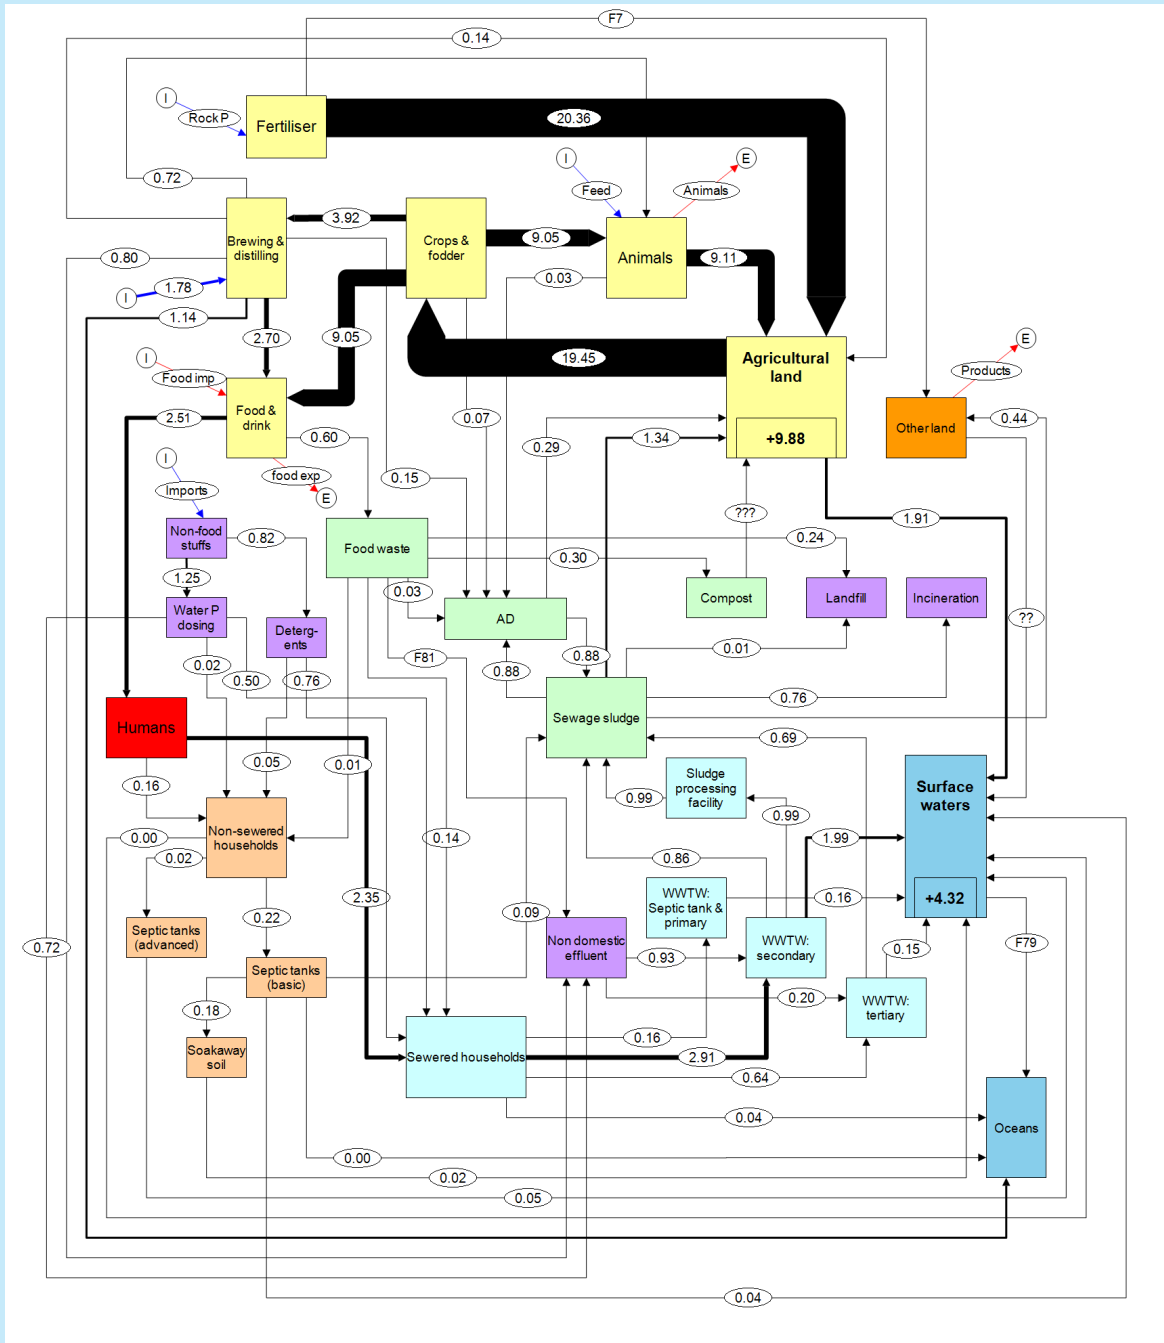 F7
0.14
I
Rock P
Fertiliser
20.36
I
E
Feed
Animals
0.72
3.92
Brewing &
distilling
Crops &
fodder
9.05
Animals
9.11
0.80
1.78
I
0.03
1.14
2.70
9.05
19.45
Agricultural
land
E
Products
I
Food imp
2.51
Food &
drink
0.60
0.07
0.29
1.34
+9.88
Other land
0.44
I
Imports
food exp
E
0.15
???
1.91
Non-food
stuffs
0.82
Food waste
0.24
0.30
1.25
0.03
Compost
Landfill
Incineration
Water P
dosing
Deterg-
ents
AD
??
0.02
0.50
0.76
F81
0.88
0.88
0.01
0.76
Humans
Sewage sludge
0.69
0.16
0.05
0.01
Sludge
processing
facility
0.99
0.99
Surface
waters
0.00
Non-sewered
households
0.14
1.99
0.02
0.86
2.35
WWTW:
Septic tank &
primary
0.16
+4.32
0.22
0.09
Septic tanks
(advanced)
0.72
Non domestic
effluent
0.93
WWTW:
secondary
0.15
F79
Septic tanks
(basic)
0.18
0.20
WWTW:
tertiary
Soakaway
soil
Sewered households
0.16
2.91
0.64
0.04
Oceans
0.00
0.02
0.05
0.04